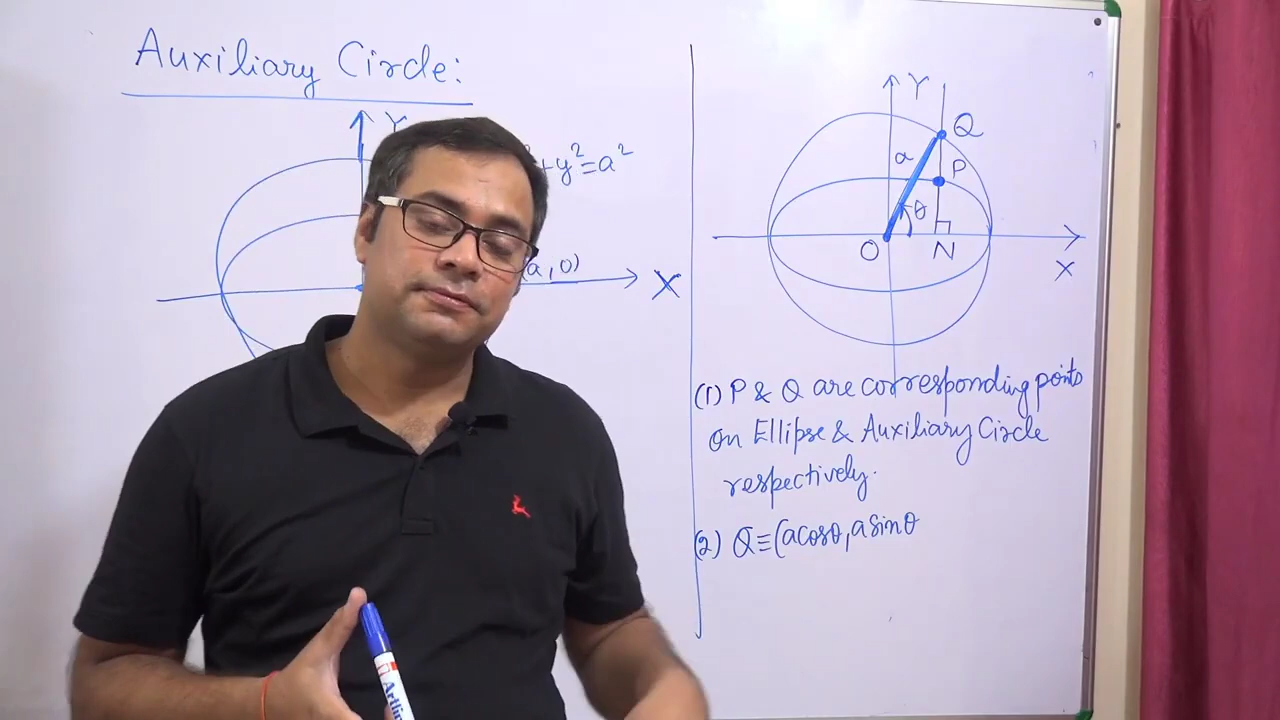 Auxiliary Circle:
Y
+y²=a²
(a,0)
X
Y
Q
a
P
θ
O
N
X
(1) P & Q are corresponding points
on Ellipse & Auxiliary Circle
respectively.
(2) Q≡(acosθ, asinθ